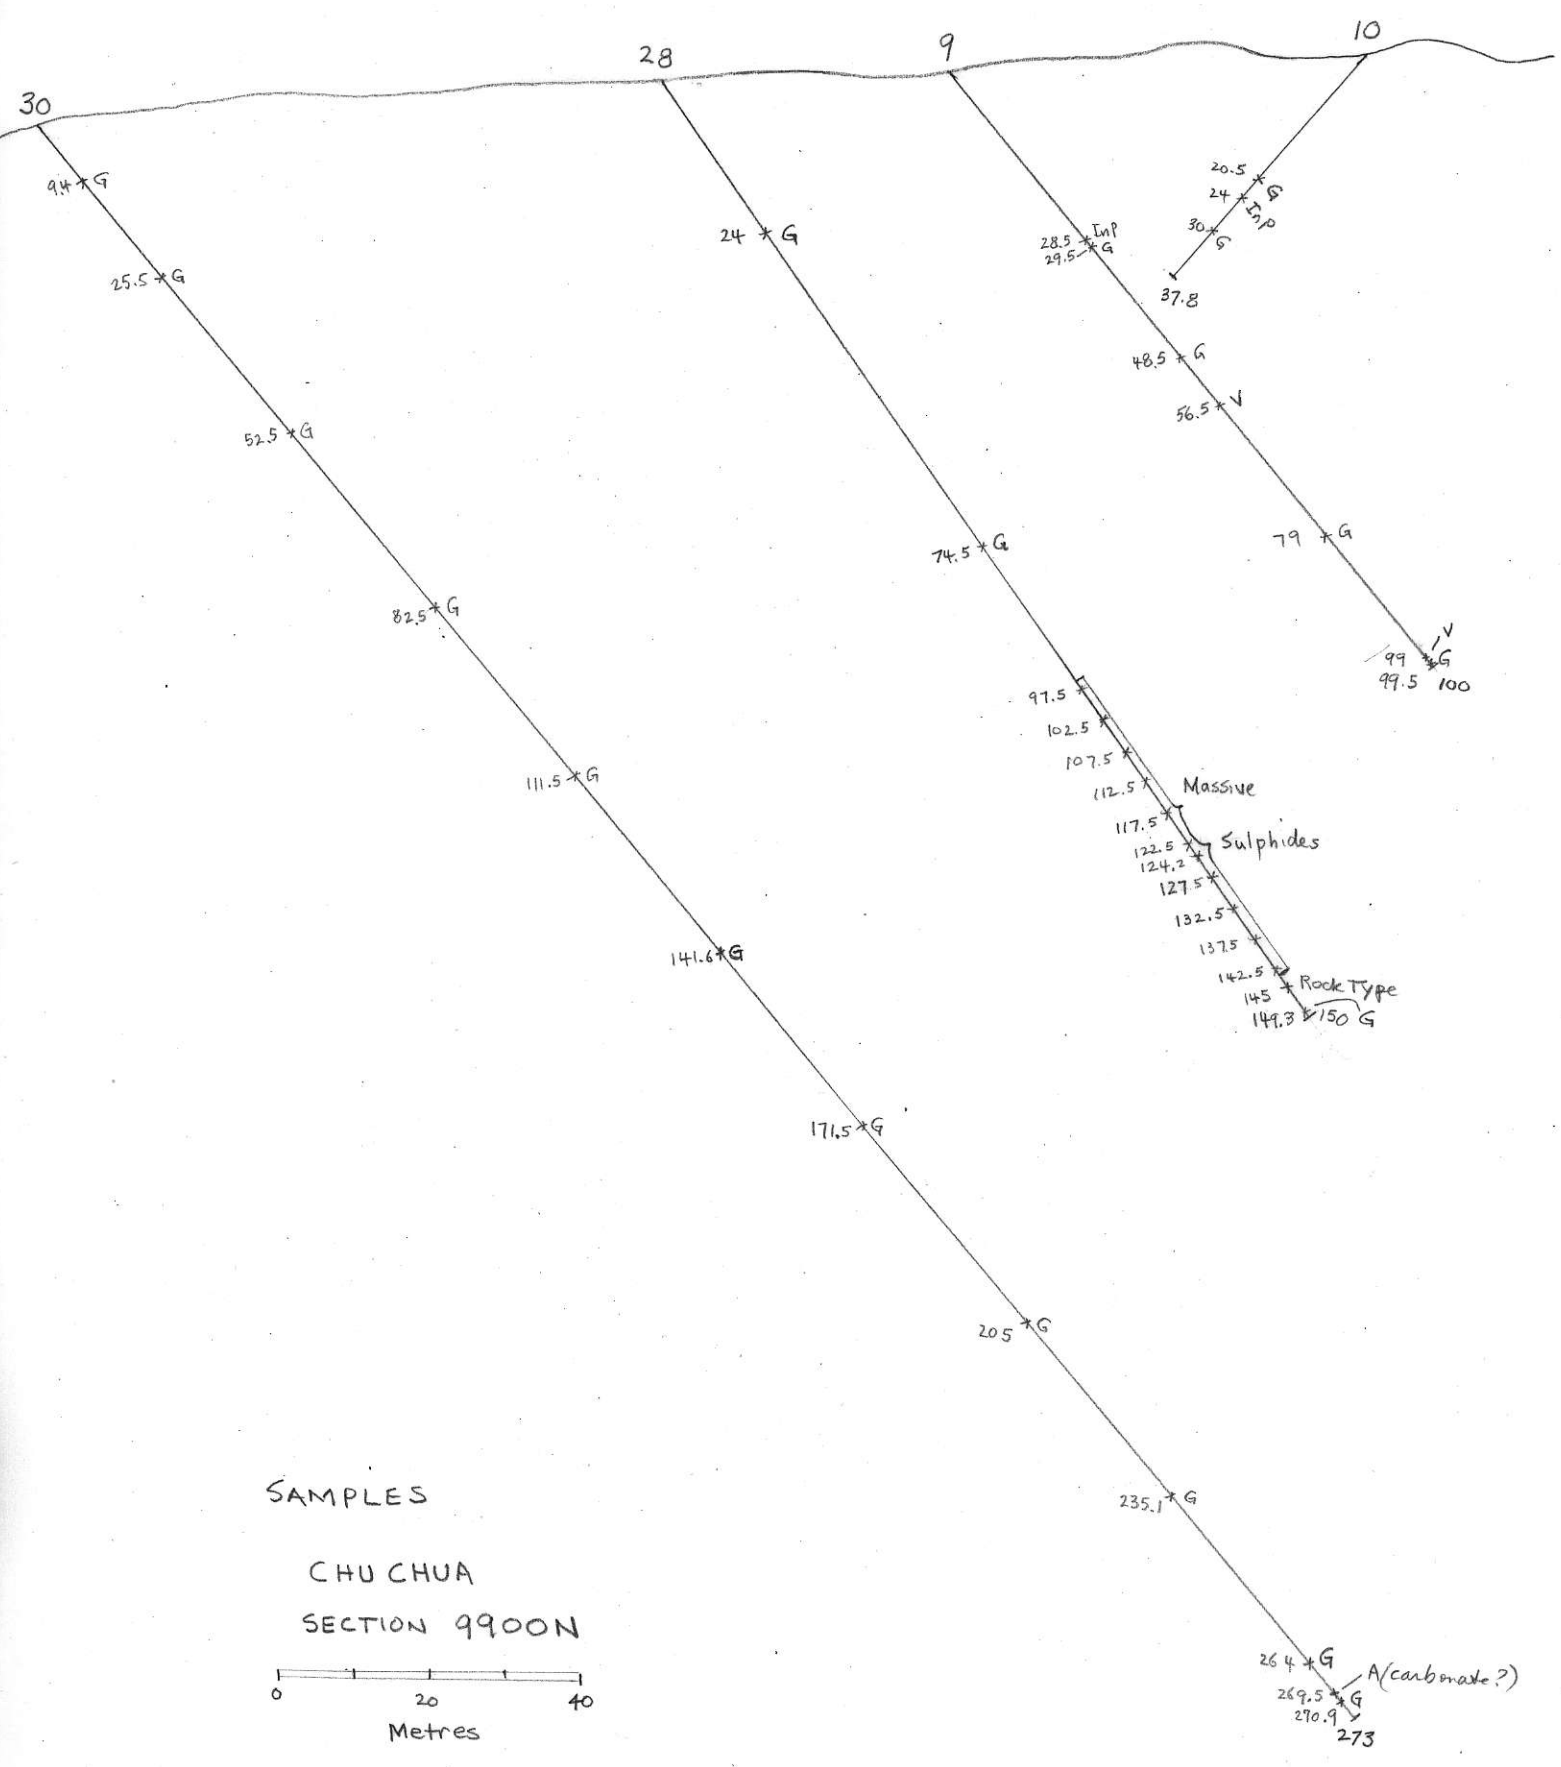 30
28
9
10
9.4 G
25.5 G
52.5 G
82.5 G
111.5 G
141.6 G
171.5 G
205 G
235.1 G
264 G
A(carbonate?)
269.5 G
270.9
273
24 G
74.5 G
97.5
102.5
107.5
112.5
Massive
117.5
Sulphides
122.5
124.2
127.5
132.5
137.5
142.5
Rock Type
145
149.3 150 G
28.5 InP
29.5 G
48.5 G
56.5 V
79 G
V
99 G
99.5 100
20.5 G
24 InP
30 G
37.8
SAMPLES
CHU CHUA
SECTION 9900N
0 20 40
Metres